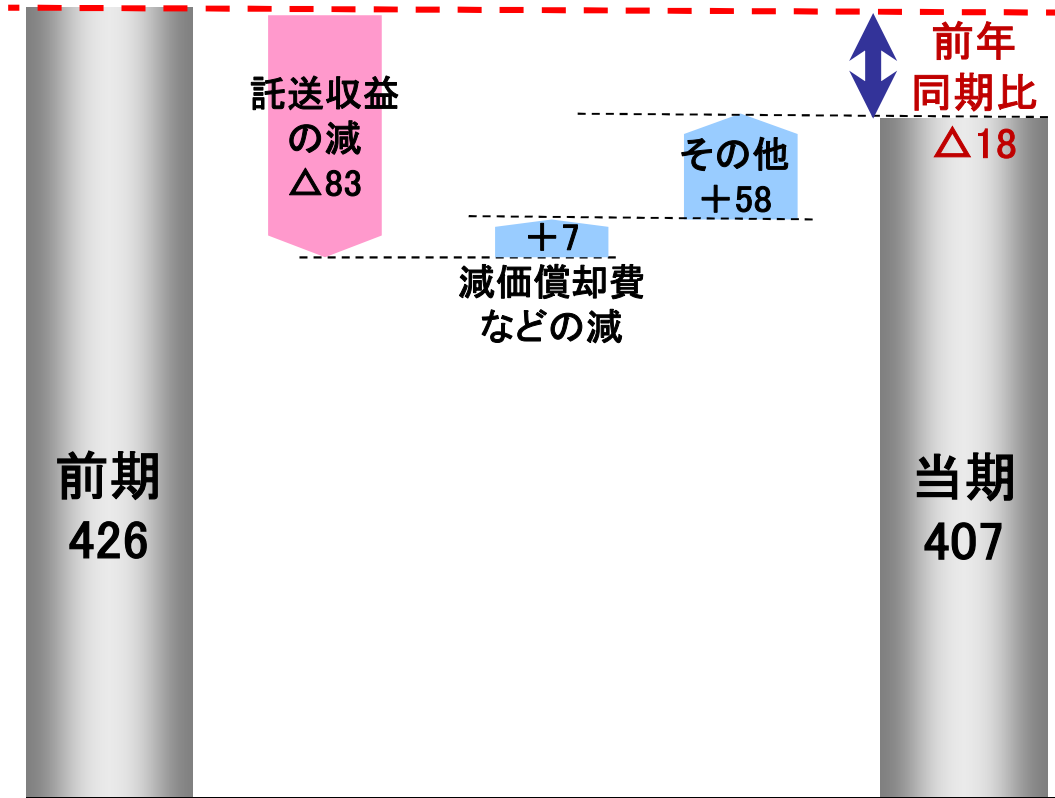 前年
同期比
△18
託送収益
の減
△83
その他
＋58
＋7
減価償却費
などの減
前期
426
当期
407